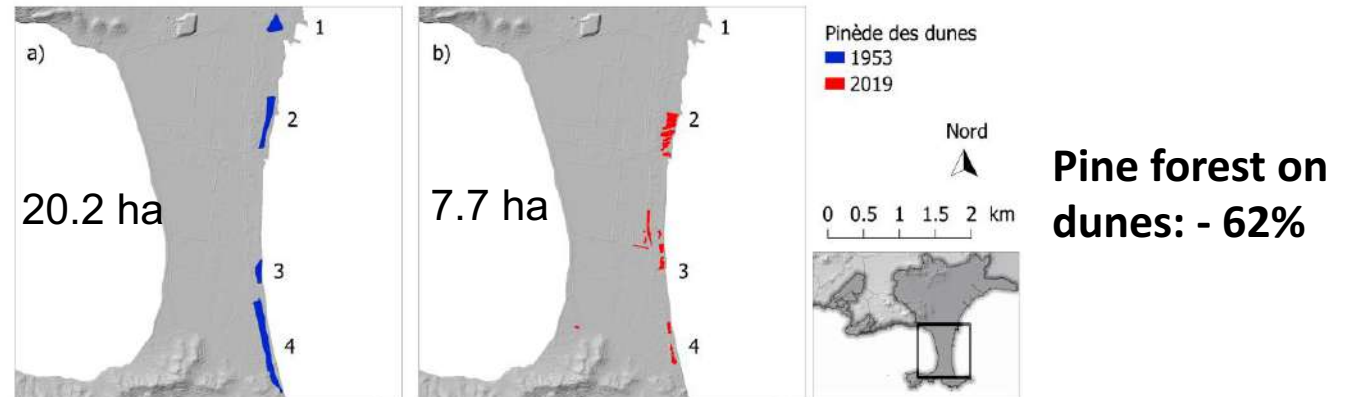 a)
1
2
20.2 ha
3
4
b)
1
2
7.7 ha
3
4
Pinède des dunes
1953
2019
Nord
0 0.5 1 1.5 2 km
Pine forest on
dunes: - 62%